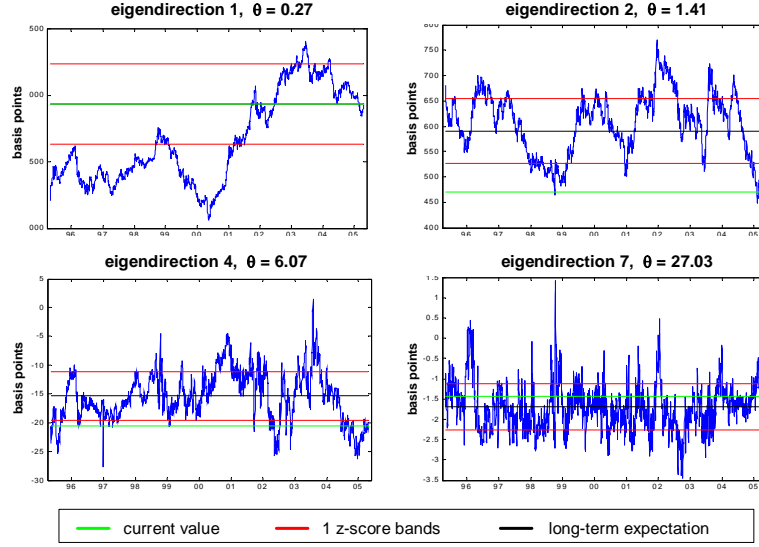 eigendirection 1, θ = 0.27
eigendirection 2, θ = 1.41
basis points
500
000
500
000
96 97 98 99 00 01 02 03 04 05
basis points
800
750
700
650
600
550
500
450
400
96 97 98 99 00 01 02 03 04 05
eigendirection 4, θ = 6.07
eigendirection 7, θ = 27.03
basis points
5
0
-5
-10
-15
-20
-25
-30
96 97 98 99 00 01 02 03 04 05
basis points
1.5
1
0.5
0
-0.5
-1
-1.5
-2
-2.5
-3
-3.5
96 97 98 99 00 01 02 03 04 05
current value
1 z-score bands
long-term expectation